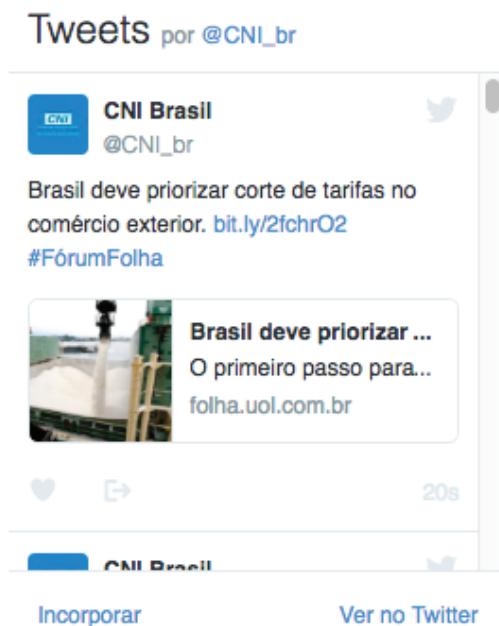 Tweets por @CNI_br
CNI
CNI Brasil
@CNI_br
Brasil deve priorizar corte de tarifas no
comércio exterior. bit.ly/2fchrO2
#FórumFolha
Brasil deve priorizar ...
O primeiro passo para...
folha.uol.com.br
20s
CNI Brasil
Incorporar
Ver no Twitter